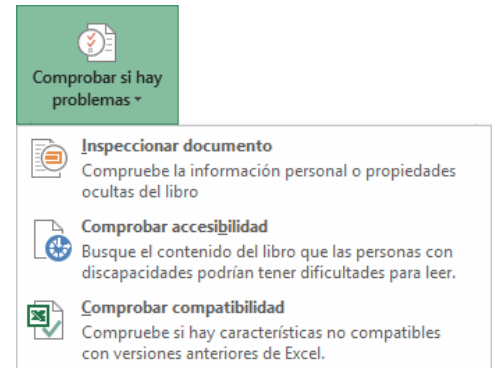 Comprobar si hay
problemas
Inspeccionar documento
Compruebe la información personal o propiedades
ocultas del libro
Comprobar accesibilidad
Busque el contenido del libro que las personas con
discapacidades podrían tener dificultades para leer.
Comprobar compatibilidad
Compruebe si hay características no compatibles
con versiones anteriores de Excel.